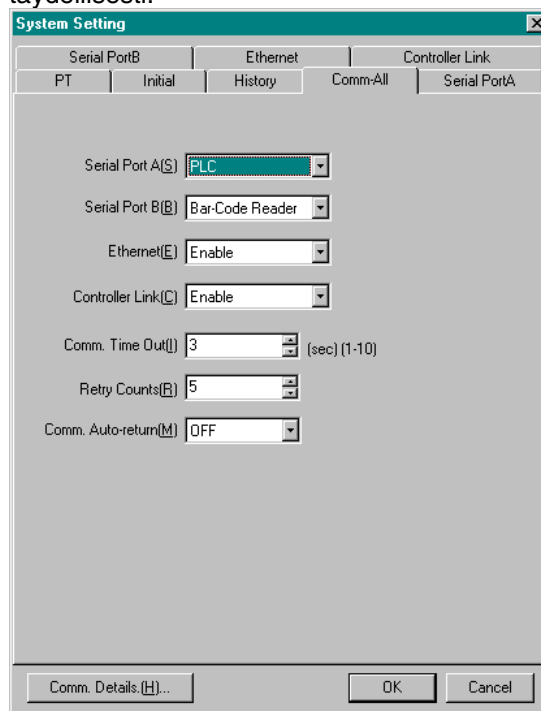 täydellisesti.
System Setting
Serial PortB Ethernet Controller Link
PT Initial History Comm-All Serial PortA
Serial Port A(S) PLC
Serial Port B(B) Bar-Code Reader
Ethernet(E) Enable
Controller Link(C) Enable
Comm. Time Out(I) 3 (sec) (1-10)
Retry Counts(R) 5
Comm. Auto-return(M) OFF
Comm. Details.(H)... OK Cancel